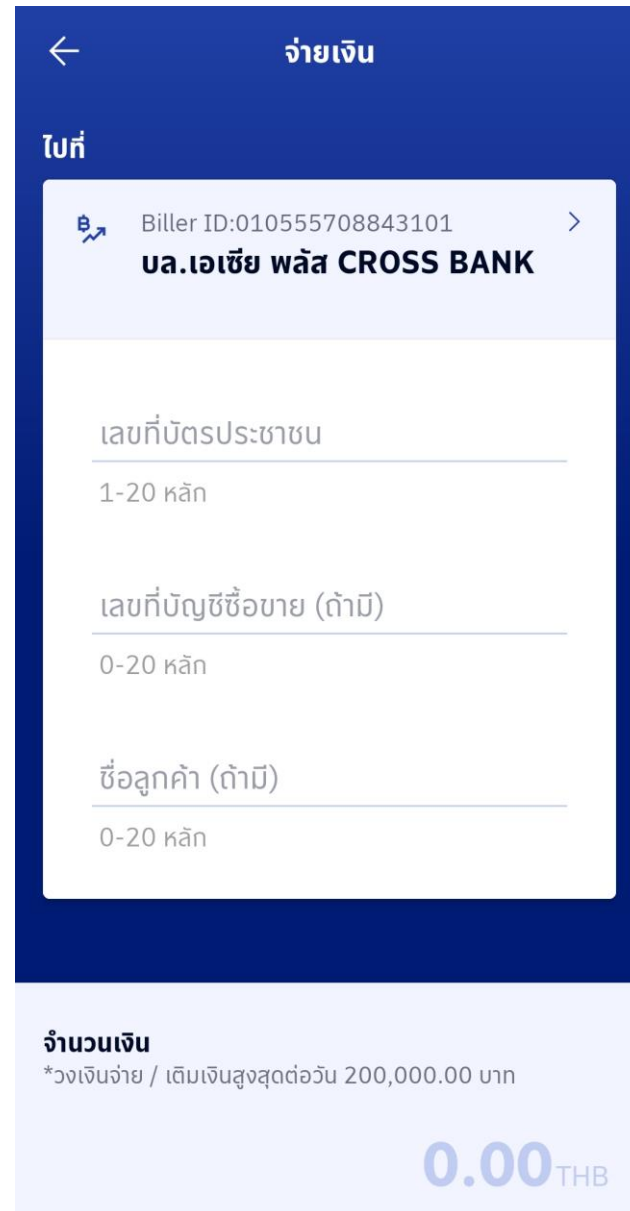 จ่ายเงิน
ไปที่
Biller ID:010555708843101
บล.เอเซีย พลัส CROSS BANK
เลขที่บัตรประชาชน
1-20 หลัก
เลขที่บัญชีซื้อขาย (ถ้ามี)
0-20 หลัก
ชื่อลูกค้า (ถ้ามี)
0-20 หลัก
จำนวนเงิน
*วงเงินจ่าย / เติมเงินสูงสุดต่อวัน 200,000.00 บาท
0.00 THB